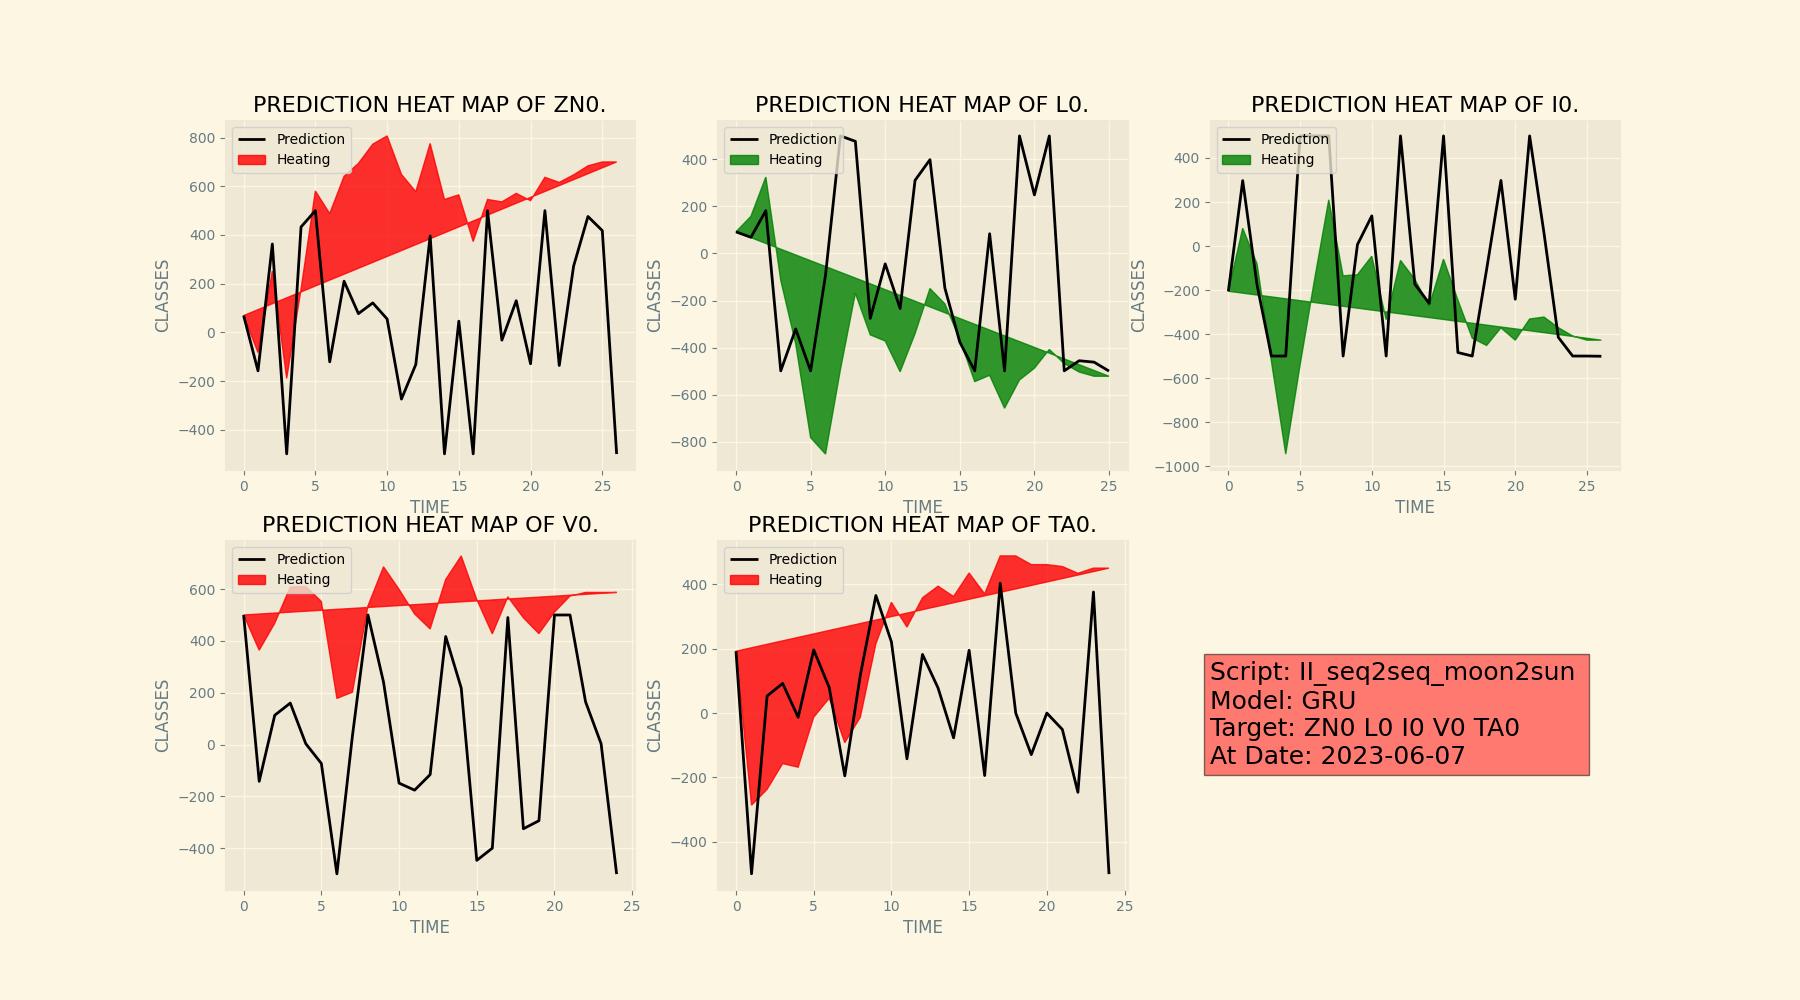 PREDICTION HEAT MAP OF ZN0.
Prediction
Heating
800
600
400
200
0
−200
−400
CLASSES
0 5 10 15 20 25
TIME
PREDICTION HEAT MAP OF L0.
Prediction
Heating
400
200
0
−200
−400
−600
−800
CLASSES
0 5 10 15 20 25
TIME
PREDICTION HEAT MAP OF I0.
Prediction
Heating
400
200
0
−200
−400
−600
−800
−1000
CLASSES
0 5 10 15 20 25
TIME
PREDICTION HEAT MAP OF V0.
Prediction
Heating
600
400
200
0
−200
−400
CLASSES
0 5 10 15 20 25
TIME
PREDICTION HEAT MAP OF TA0.
Prediction
Heating
400
200
0
−200
−400
CLASSES
0 5 10 15 20 25
TIME
Script: II_seq2seq_moon2sun
Model: GRU
Target: ZN0 L0 I0 V0 TA0
At Date: 2023-06-07